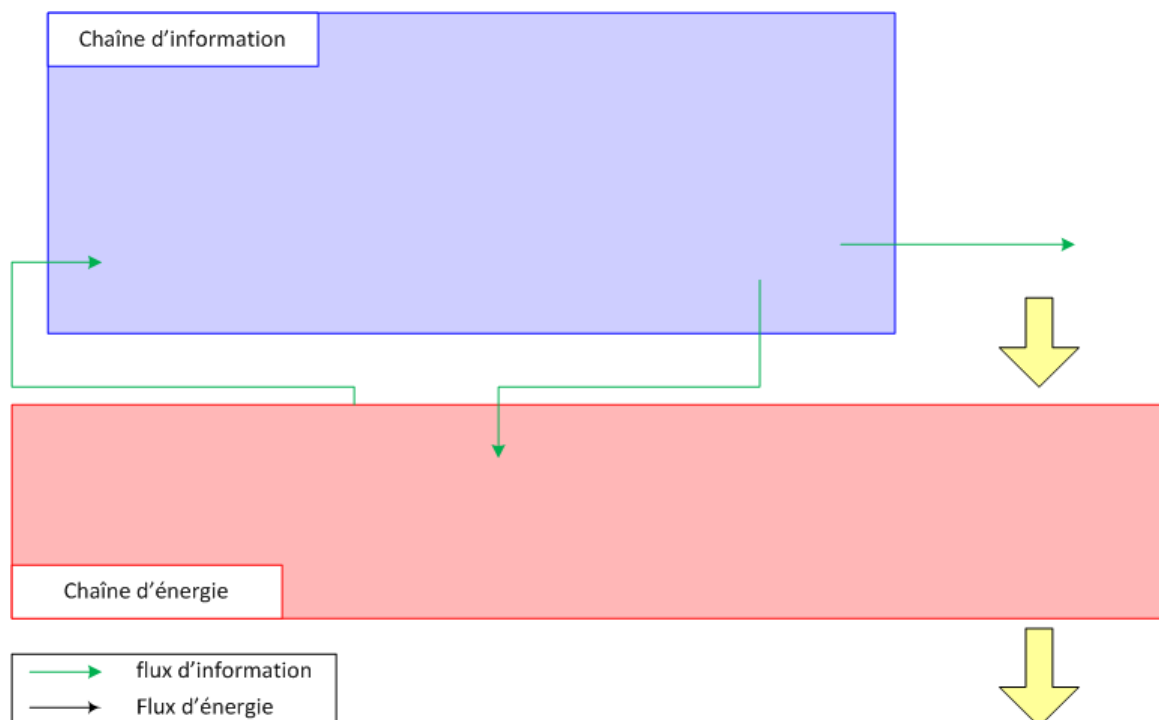 Chaîne d’information
Chaîne d’énergie
flux d’information
Flux d’énergie